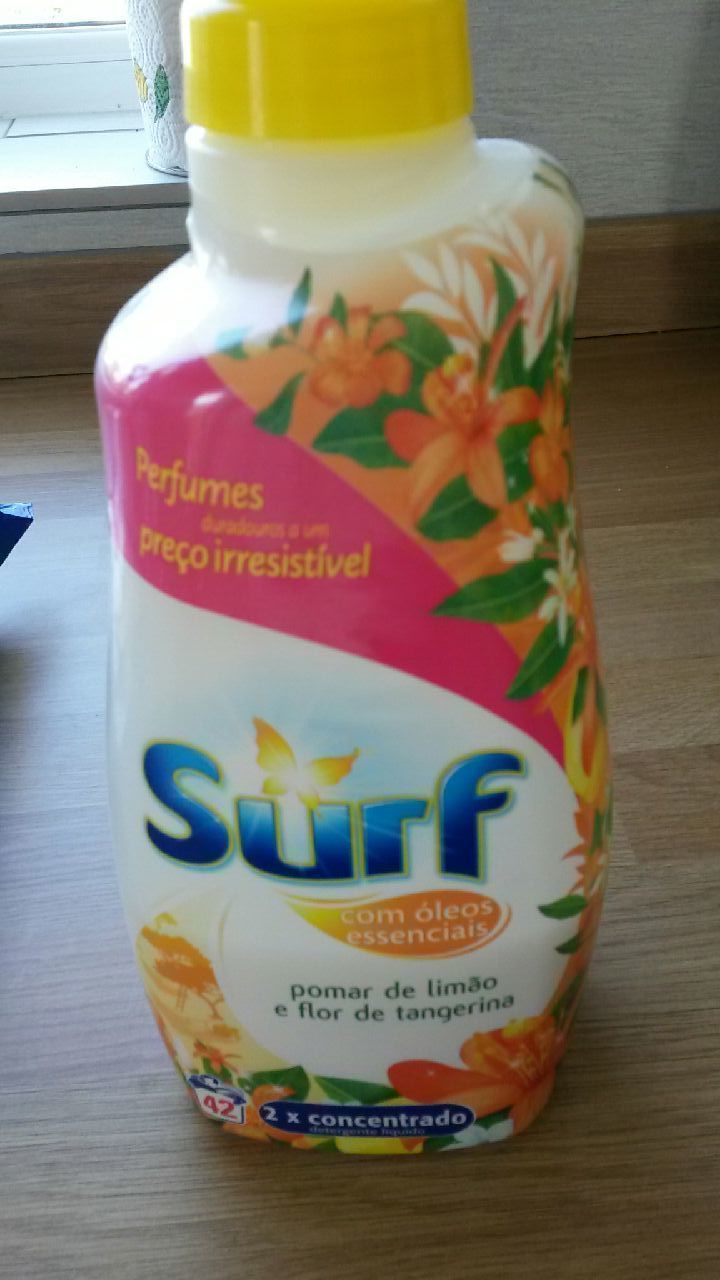 Perfumes
duradouros a um
preço irresistível
Surf
com óleos
essenciais
pomar de limão
e flor de tangerina
42
2 x concentrado
detergente líquido